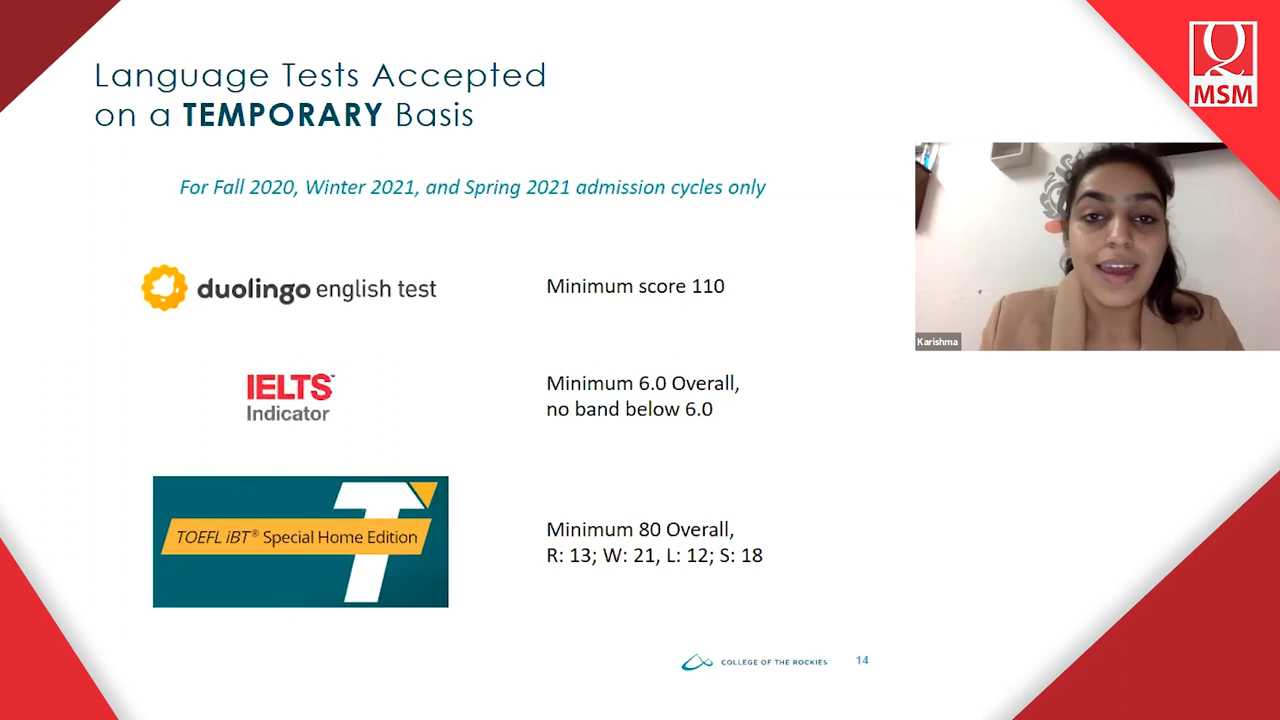 Language Tests Accepted
on a TEMPORARY Basis
For Fall 2020, Winter 2021, and Spring 2021 admission cycles only
duolingo english test
Minimum score 110
IELTS™
Indicator
Minimum 6.0 Overall,
no band below 6.0
TOEFL iBT® Special Home Edition
Minimum 80 Overall,
R: 13; W: 21, L: 12; S: 18
COLLEGE OF THE ROCKIES
14
Q
MSM
Karishma